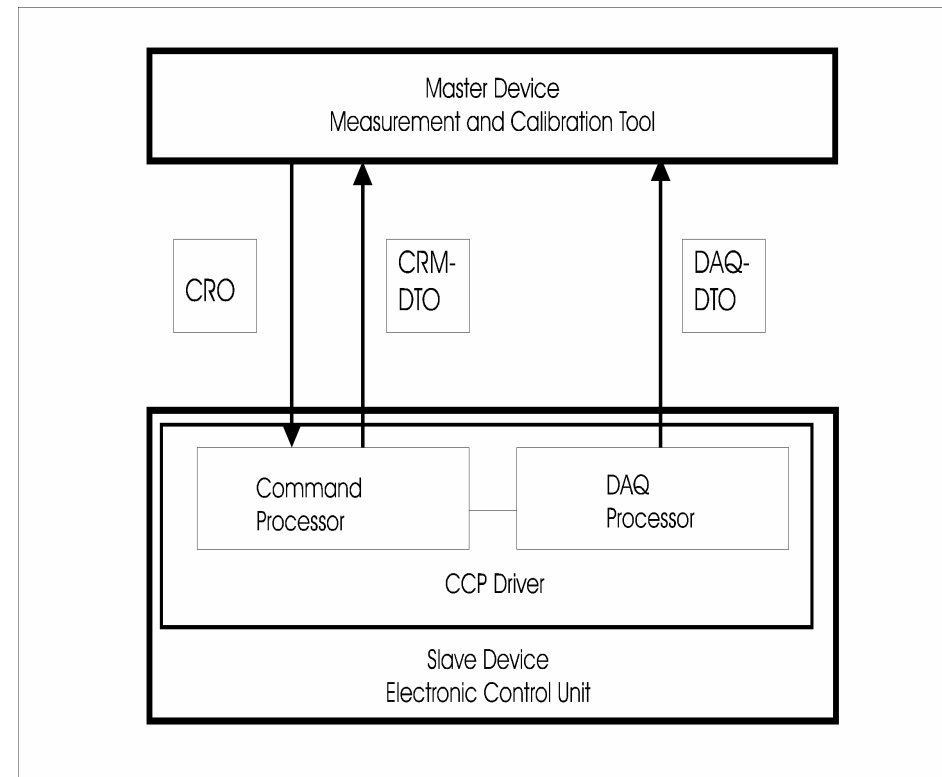 Master Device
Measurement and Calibration Tool
CRO
CRM-
DTO
DAQ-
DTO
Command
Processor
DAQ
Processor
CCP Driver
Slave Device
Electronic Control Unit